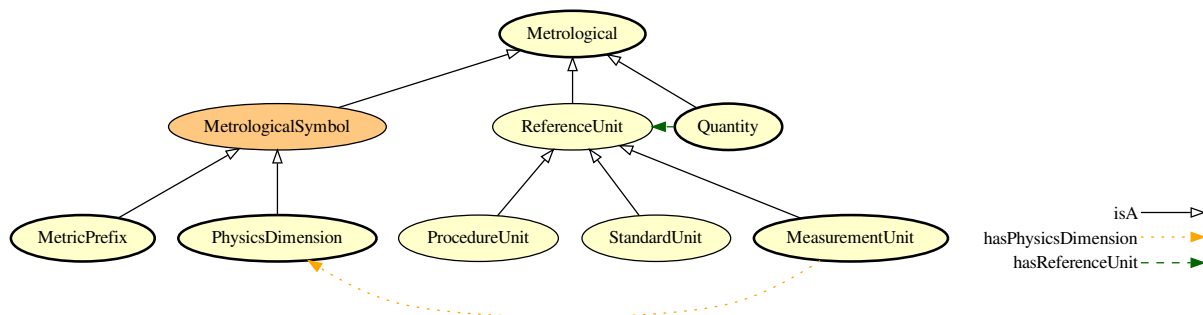 Metrological
MetrologicalSymbol
ReferenceUnit
Quantity
MetricPrefix
PhysicsDimension
ProcedureUnit
StandardUnit
MeasurementUnit
isA
hasPhysicsDimension
hasReferenceUnit